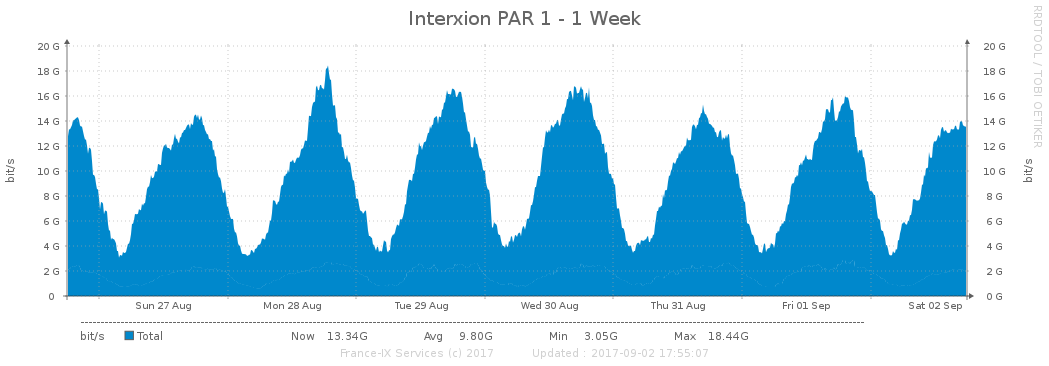 Interxion PAR 1 - 1 Week
RRDTOOL / TOBI OETIKER
20 G 20 G
18 G 18 G
16 G 16 G
14 G 14 G
12 G 12 G
10 G 10 G
8 G 8 G
6 G 6 G
4 G 4 G
2 G 2 G
0 0 G
bit/s bit/s
Sun 27 Aug Mon 28 Aug Tue 29 Aug Wed 30 Aug Thu 31 Aug Fri 01 Sep Sat 02 Sep
bit/s Total Now 13.34G Avg 9.80G Min 3.05G Max 18.44G
France-IX Services (c) 2017 Updated : 2017-09-02 17:55:07